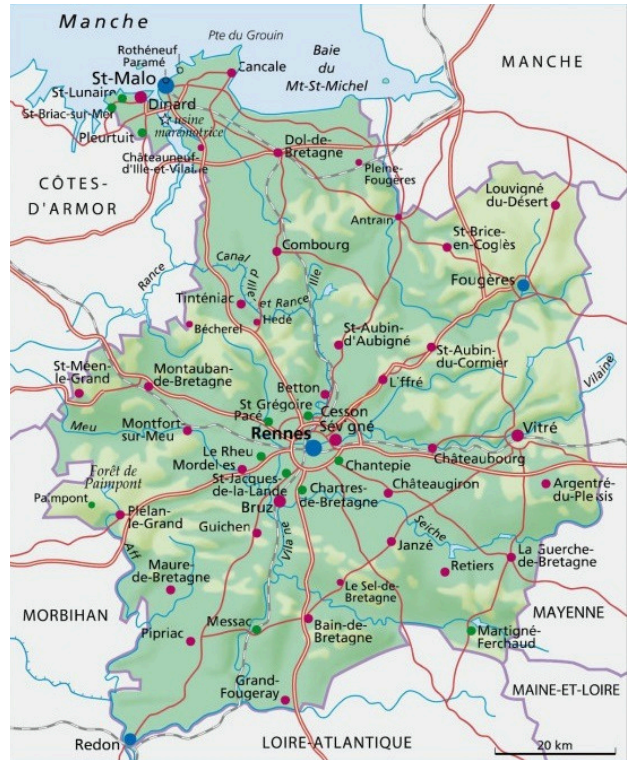 Manche
Pte du Grouin
Rothéneuf
Paramé
Baie
du
Mt-St-Michel
MANCHE
St-Malo
Cancale
St-Lunaire
Dinard
St-Briac-sur-Mer
usine
marémotrice
Pleurtuit
Châteauneuf-
d'Ille-et-Vilaine
Dol-de-
Bretagne
Pleine-
Fougères
CÔTES-
D'ARMOR
Louvigné
du-Désert
Antrain
St-Brice-
en-Coglès
Combourg
Canal
d'Ille-
et Rance
Ille
Rance
Fougères
Tinténiac
Hedé
Bécherel
St-Aubin-
d'Aubigné
St-Aubin-
du-Cormier
St-Méen-
le-Grand
Montauban-
de-Bretagne
L'ffré
Vilaine
Betton
St Grégoire
Pacé
Cesson
Sévigné
Meu
Montfort-
sur-Meu
Rennes
Vitré
Le Rheu
Mordelles
Châteaubourg
Chantepie
Forêt de
Paimpont
St-Jacques-
de-la-Lande
Châteaugiron
Argentré-
du-Plessis
Paimpont
Chartres-
de-Bretagne
Plélan-
le-Grand
Bruz
Guichen
Seiche
Vilaine
Aff
Janzé
La Guerche-
de-Bretagne
Maure-
de-Bretagne
Retiers
Le Sel-de-
Bretagne
MORBIHAN
MAYENNE
Messac
Bain-de-
Bretagne
Pipriac
Martigné-
Ferchaud
Grand-
Fougeray
MAINE-ET-LOIRE
Redon
LOIRE-ATLANTIQUE
20 km